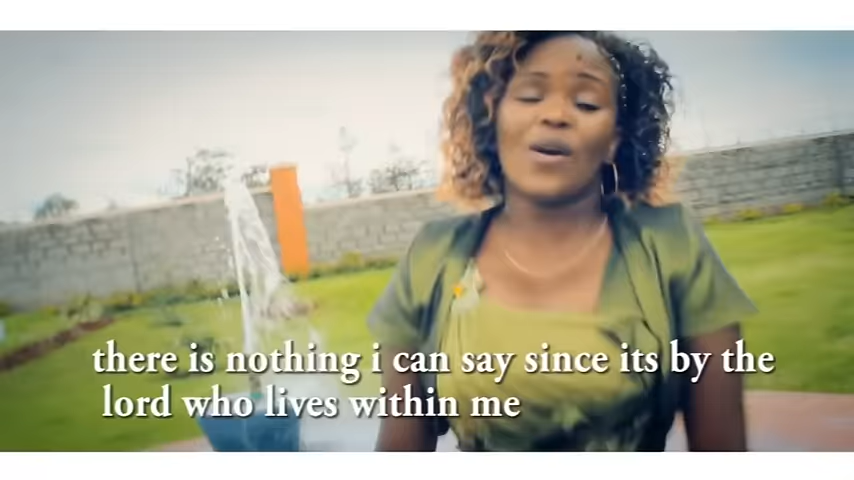 there is nothing i can say since its by the
lord who lives within me